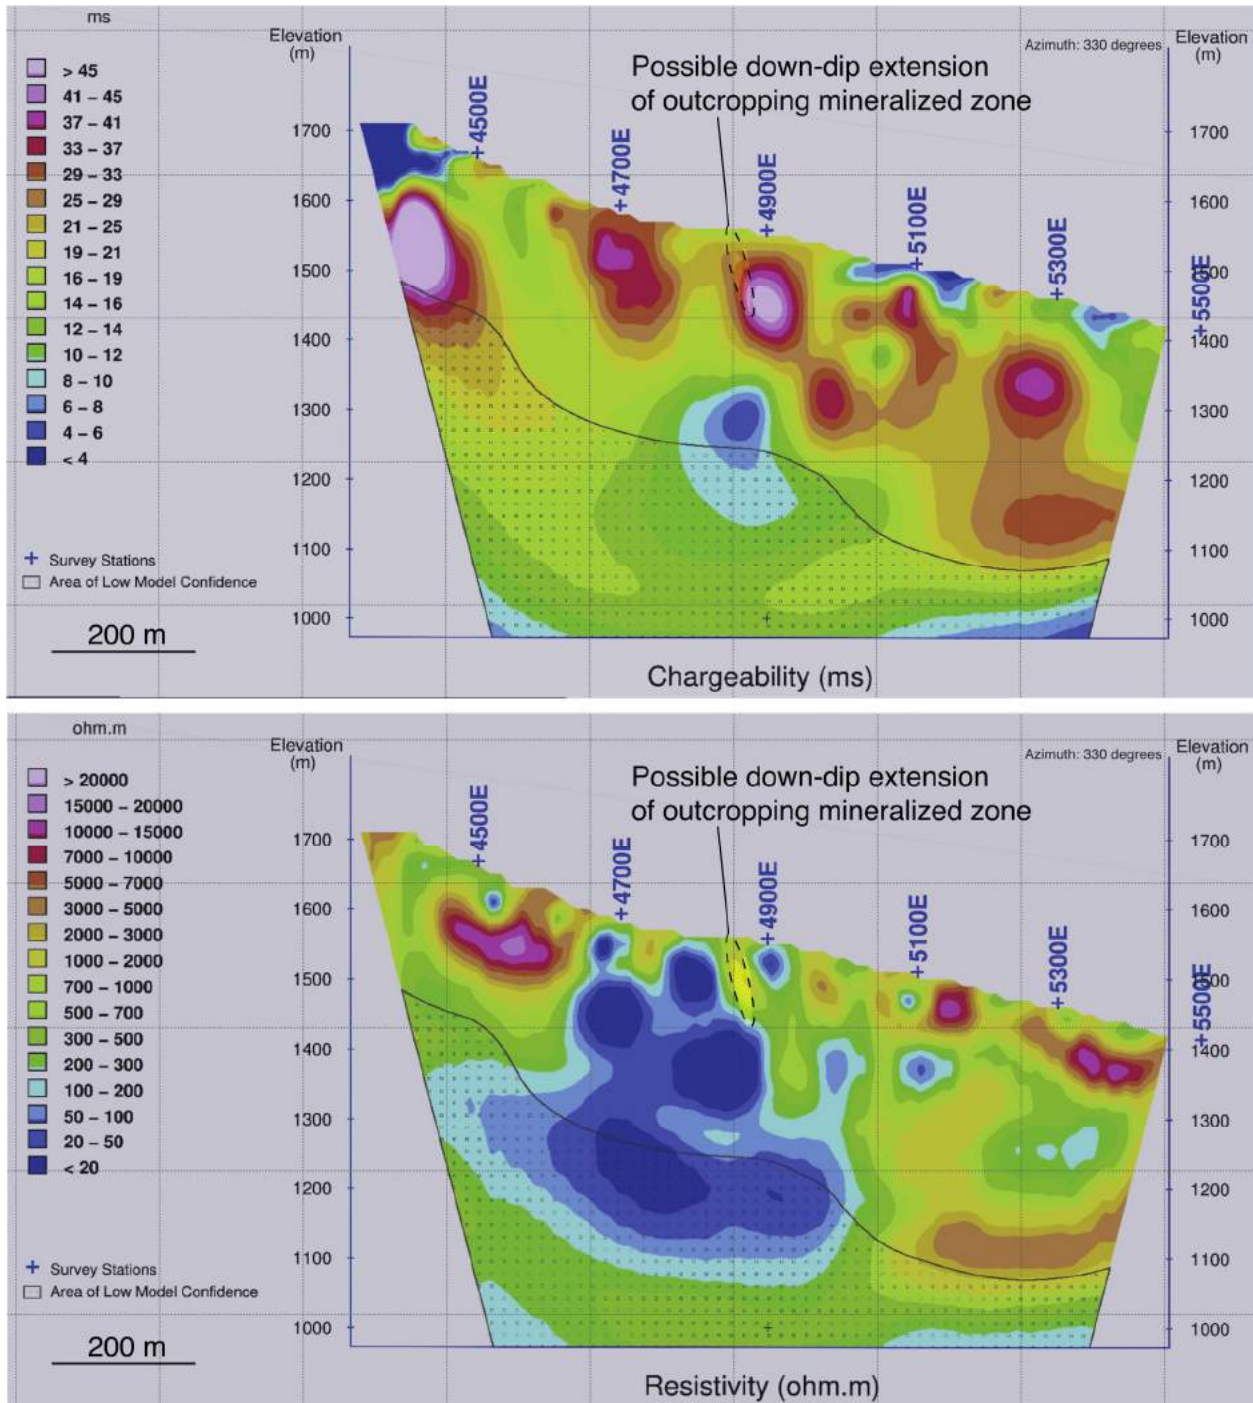 ms
> 45
41 – 45
37 – 41
33 – 37
29 – 33
25 – 29
21 – 25
19 – 21
16 – 19
14 – 16
12 – 14
10 – 12
8 – 10
6 – 8
4 – 6
< 4
+ Survey Stations
Area of Low Model Confidence
200 m
Elevation
(m)
1700
1600
1500
1400
1300
1200
1100
1000
Possible down-dip extension
of outcropping mineralized zone
Azimuth: 330 degrees
+4500E
+4700E
+4900E
+5100E
+5300E
+5500E
Elevation
(m)
1700
1600
1500
1400
1300
1200
1100
1000
Chargeability (ms)
ohm.m
> 20000
15000 – 20000
10000 – 15000
7000 – 10000
5000 – 7000
3000 – 5000
2000 – 3000
1000 – 2000
700 – 1000
500 – 700
300 – 500
200 – 300
100 – 200
50 – 100
20 – 50
< 20
+ Survey Stations
Area of Low Model Confidence
200 m
Elevation
(m)
1700
1600
1500
1400
1300
1200
1100
1000
Possible down-dip extension
of outcropping mineralized zone
Azimuth: 330 degrees
+4500E
+4700E
+4900E
+5100E
+5300E
+5500E
Elevation
(m)
1700
1600
1500
1400
1300
1200
1100
1000
Resistivity (ohm.m)